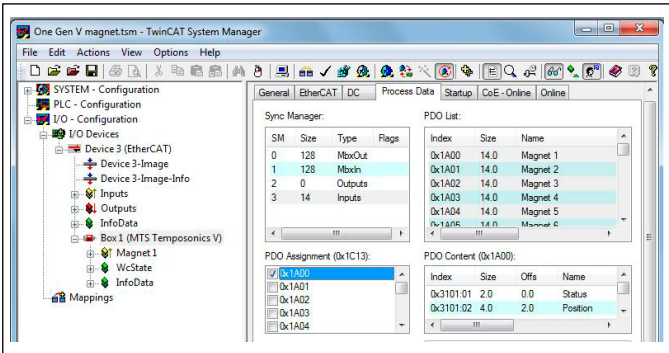 One Gen V magnet.tsm - TwinCAT System Manager
File Edit Actions View Options Help
SYSTEM - Configuration
PLC - Configuration
I/O - Configuration
I/O Devices
Device 3 (EtherCAT)
Device 3-Image
Device 3-Image-Info
Inputs
Outputs
InfoData
Box 1 (MTS Temposonics V)
Magnet 1
WcState
InfoData
Mappings
General EtherCAT DC Process Data Startup CoE - Online Online
Sync Manager:
SM Size Type Flags
0 128 MbxOut
1 128 MbxIn
2 0 Outputs
3 14 Inputs
PDO List:
Index Size Name
0x1A00 14.0 Magnet 1
0x1A01 14.0 Magnet 2
0x1A02 14.0 Magnet 3
0x1A03 14.0 Magnet 4
0x1A04 14.0 Magnet 5
0x1A05 14.0 Magnet 6
PDO Assignment (0x1C13):
0x1A00
0x1A01
0x1A02
0x1A03
0x1A04
PDO Content (0x1A00):
Index Size Offs Name
0x3101:01 2.0 0.0 Status
0x3101:02 4.0 2.0 Position